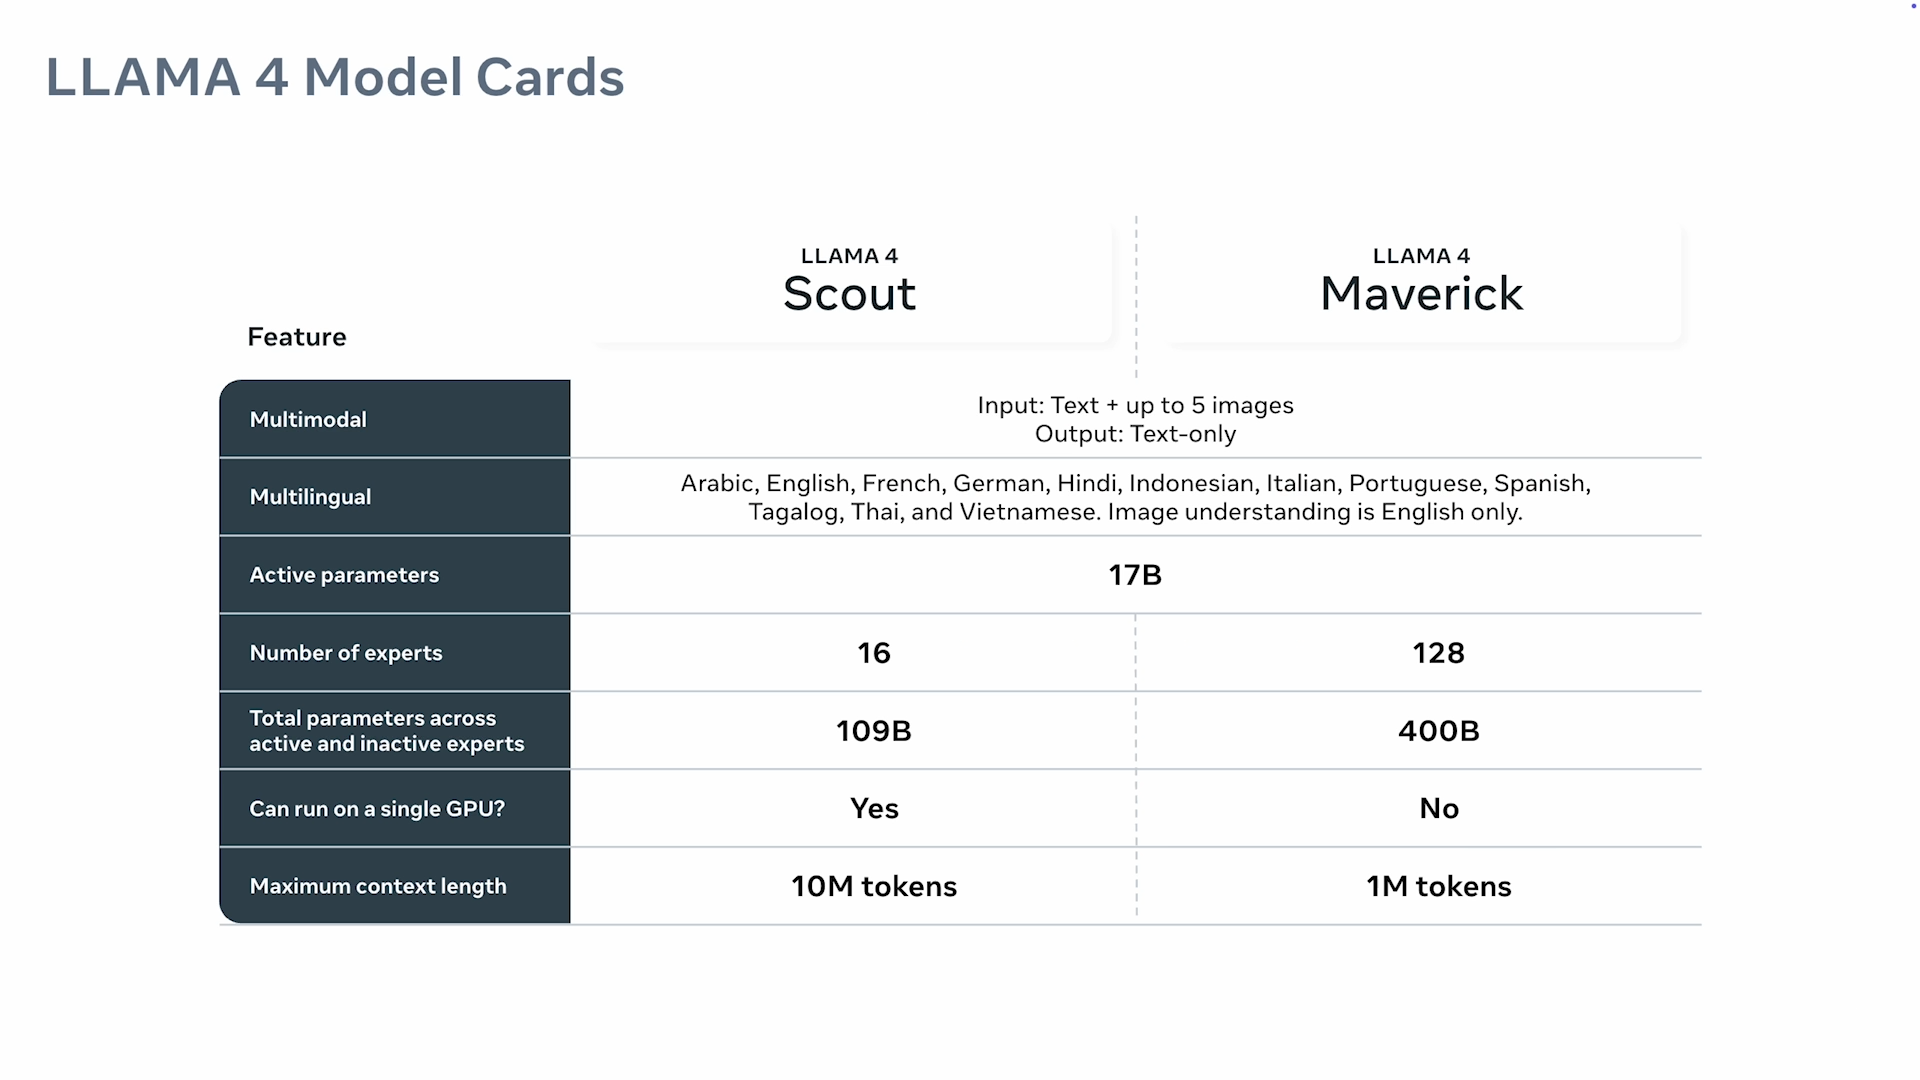 LLAMA 4 Model Cards
LLAMA 4
Scout
LLAMA 4
Maverick
Feature
Multimodal
Input: Text + up to 5 images
Output: Text-only
Multilingual
Arabic, English, French, German, Hindi, Indonesian, Italian, Portuguese, Spanish,
Tagalog, Thai, and Vietnamese. Image understanding is English only.
Active parameters
17B
Number of experts
16
128
Total parameters across
active and inactive experts
109B
400B
Can run on a single GPU?
Yes
No
Maximum context length
10M tokens
1M tokens